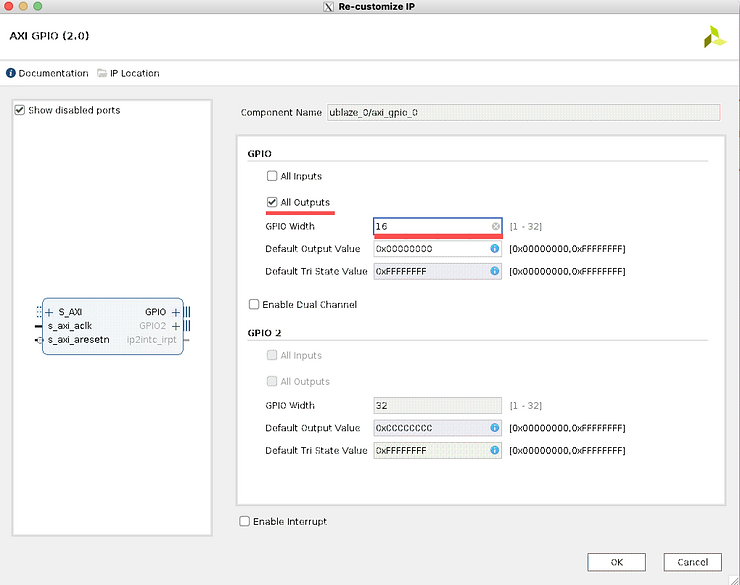 Re-customize IP
AXI GPIO (2.0)
Documentation IP Location
Show disabled ports
Component Name ublaze_0/axi_gpio_0
GPIO
All Inputs
All Outputs
GPIO Width 16 [1 - 32]
Default Output Value 0x00000000 [0x00000000,0xFFFFFFFF]
Default Tri State Value 0xFFFFFFFF [0x00000000,0xFFFFFFFF]
Enable Dual Channel
GPIO 2
All Inputs
All Outputs
GPIO Width 32 [1 - 32]
Default Output Value 0xCCCCCCCC [0x00000000,0xFFFFFFFF]
Default Tri State Value 0xFFFFFFFF [0x00000000,0xFFFFFFFF]
Enable Interrupt
S_AXI GPIO
s_axi_aclk GPIO2
s_axi_aresetn ip2intc_irpt
OK Cancel